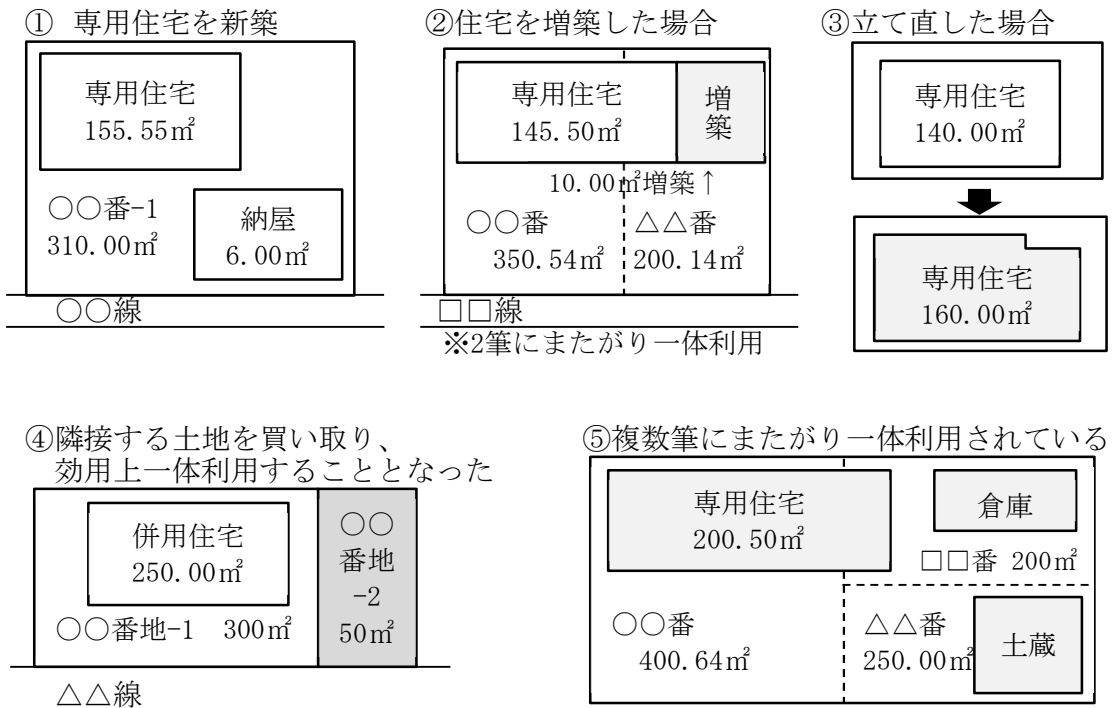 ① 専用住宅を新築
専用住宅
155.55㎡
○○番-1
310.00㎡
納屋
6.00㎡
○○線
②住宅を増築した場合
専用住宅
145.50㎡
増築
10.00㎡増築↑
○○番
350.54㎡
△△番
200.14㎡
□□線
※2筆にまたがり一体利用
③立て直した場合
専用住宅
140.00㎡
専用住宅
160.00㎡
④隣接する土地を買い取り、
効用上一体利用することとなった
併用住宅
250.00㎡
○○番地-1 300㎡
○○
番地
-2
50㎡
△△線
⑤複数筆にまたがり一体利用されている
専用住宅
200.50㎡
倉庫
□□番 200㎡
○○番
400.64㎡
△△番
250.00㎡
土蔵